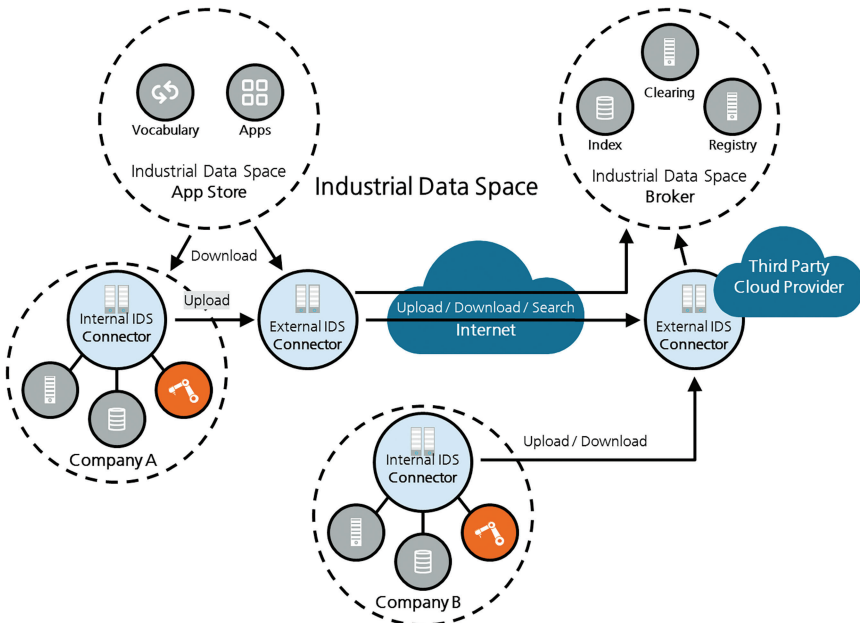 Vocabulary
Apps
Industrial Data Space
App Store
Clearing
Index
Registry
Industrial Data Space
Broker
Industrial Data Space
Download
Internal IDS
Connector
Upload
External IDS
Connector
Upload / Download / Search
Internet
External IDS
Connector
Third Party
Cloud Provider
Company A
Internal IDS
Connector
Upload / Download
Company B